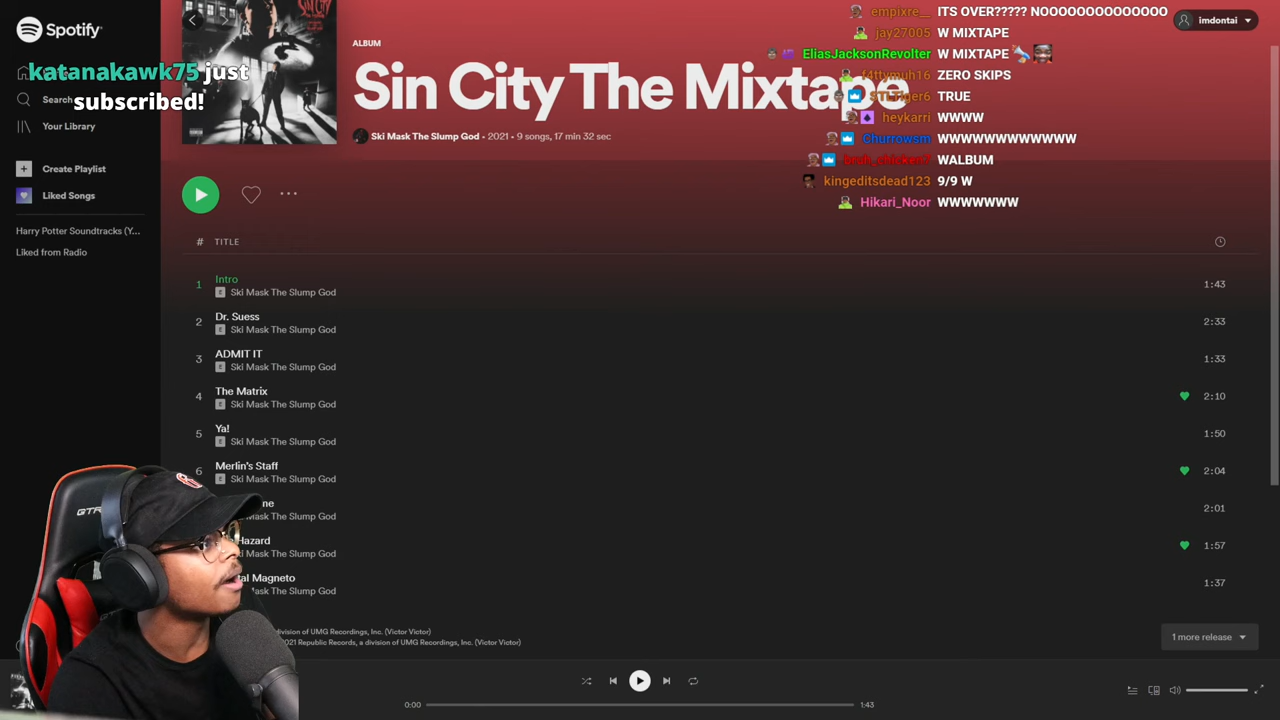 Spotify
katanakawk75 just
subscribed!
Search
Your Library
Create Playlist
Liked Songs
Harry Potter Soundtracks (Y...
Liked from Radio
SIN CITY
ALBUM
Sin City The Mixtape
Ski Mask The Slump God • 2021 • 9 songs, 17 min 32 sec
imdontai
empixre__ ITS OVER????? NOOOOOOOOOOOOOO
jay27005 W MIXTAPE
EliasJacksonRevolter W MIXTAPE
f4ttymuh16 ZERO SKIPS
TRUE
heykarri WWWW
Churrowsm WWWWWWWWWWWWW
WALBUM
kingeditsdead123 9/9 W
Hikari_Noor WWWWWWW
# TITLE
1 Intro 1:43
E Ski Mask The Slump God
2 Dr. Suess 2:33
E Ski Mask The Slump God
3 ADMIT IT 1:33
E Ski Mask The Slump God
4 The Matrix 2:10
E Ski Mask The Slump God
5 Ya! 1:50
E Ski Mask The Slump God
6 Merlin's Staff 2:04
E Ski Mask The Slump God
ne 2:01
Mask The Slump God
Hazard 1:57
Mask The Slump God
al Magneto 1:37
Mask The Slump God
division of UMG Recordings, Inc. (Victor Victor)
2021 Republic Records, a division of UMG Recordings, Inc. (Victor Victor)
1 more release
GTR
0:00 1:43